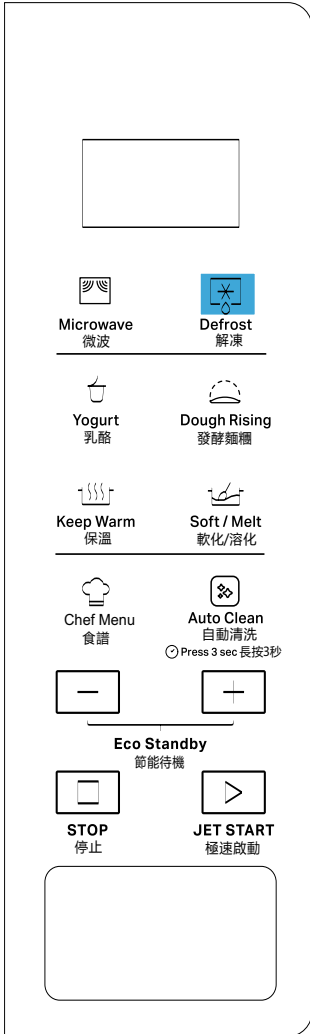 Microwave Defrost
微波 解凍
Yogurt Dough Rising
乳酪 發酵麵糰
Keep Warm Soft / Melt
保溫 軟化/溶化
Chef Menu Auto Clean
食譜 自動清洗
Press 3 sec 長按3秒
Eco Standby
節能待機
STOP JET START
停止 極速啟動